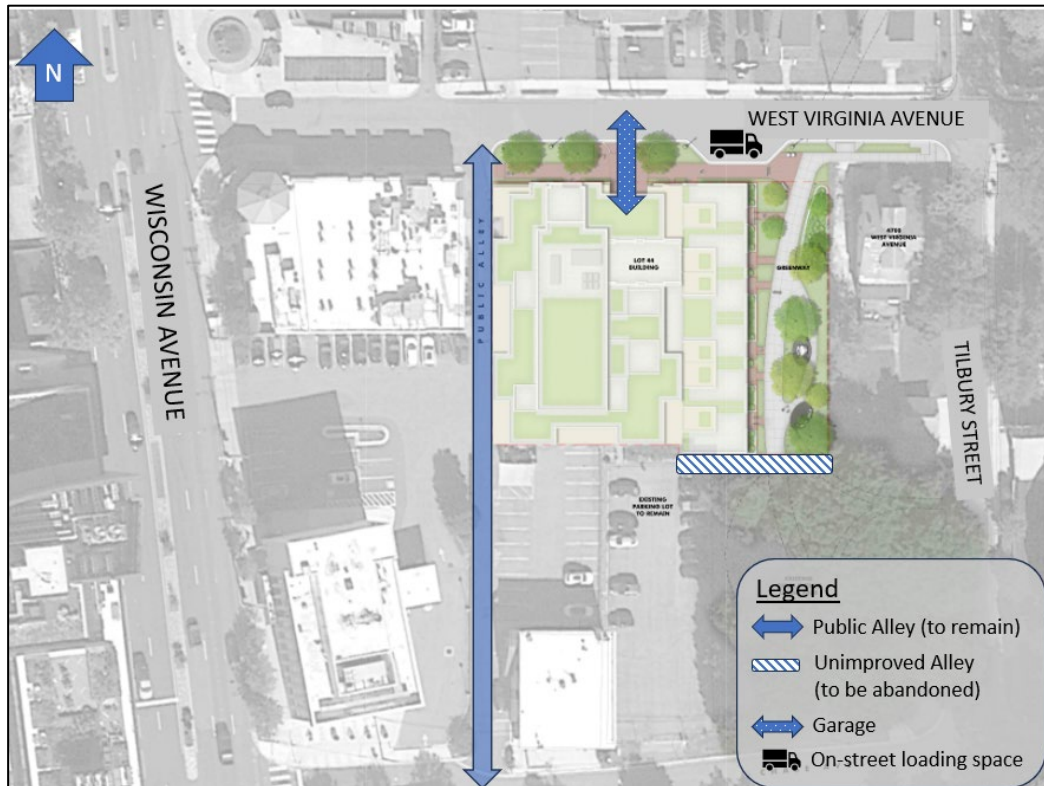 N
WEST VIRGINIA AVENUE
WISCONSIN AVENUE
PUBLIC ALLEY
LOT 44
BUILDING
GREENWAY
WEST VIRGINIA
AVENUE
TILBURY STREET
EXISTING
PARKING LOT
TO REMAIN
Legend
Public Alley (to remain)
Unimproved Alley
(to be abandoned)
Garage
On-street loading space